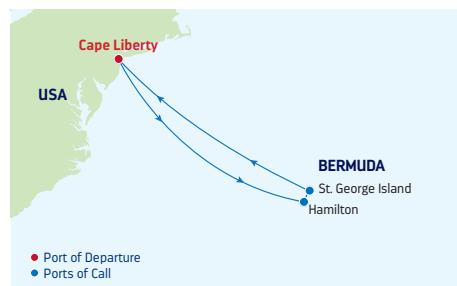 Cape Liberty
USA
BERMUDA
St. George Island
Hamilton
Port of Departure
Ports of Call